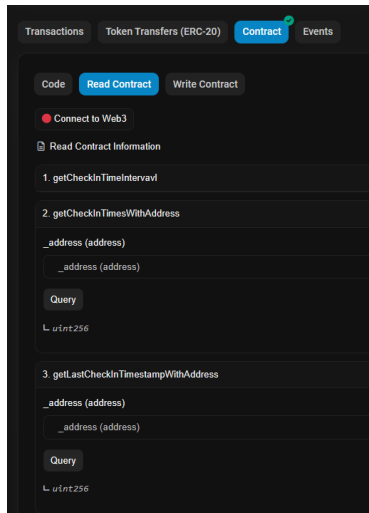 Transactions Token Transfers (ERC-20) Contract Events
Code Read Contract Write Contract
Connect to Web3
Read Contract Information
1. getCheckInTimeIntervavl
2. getCheckInTimesWithAddress
_address (address)
_address (address)
Query
uint256
3. getLastCheckInTimestampWithAddress
_address (address)
_address (address)
Query
uint256